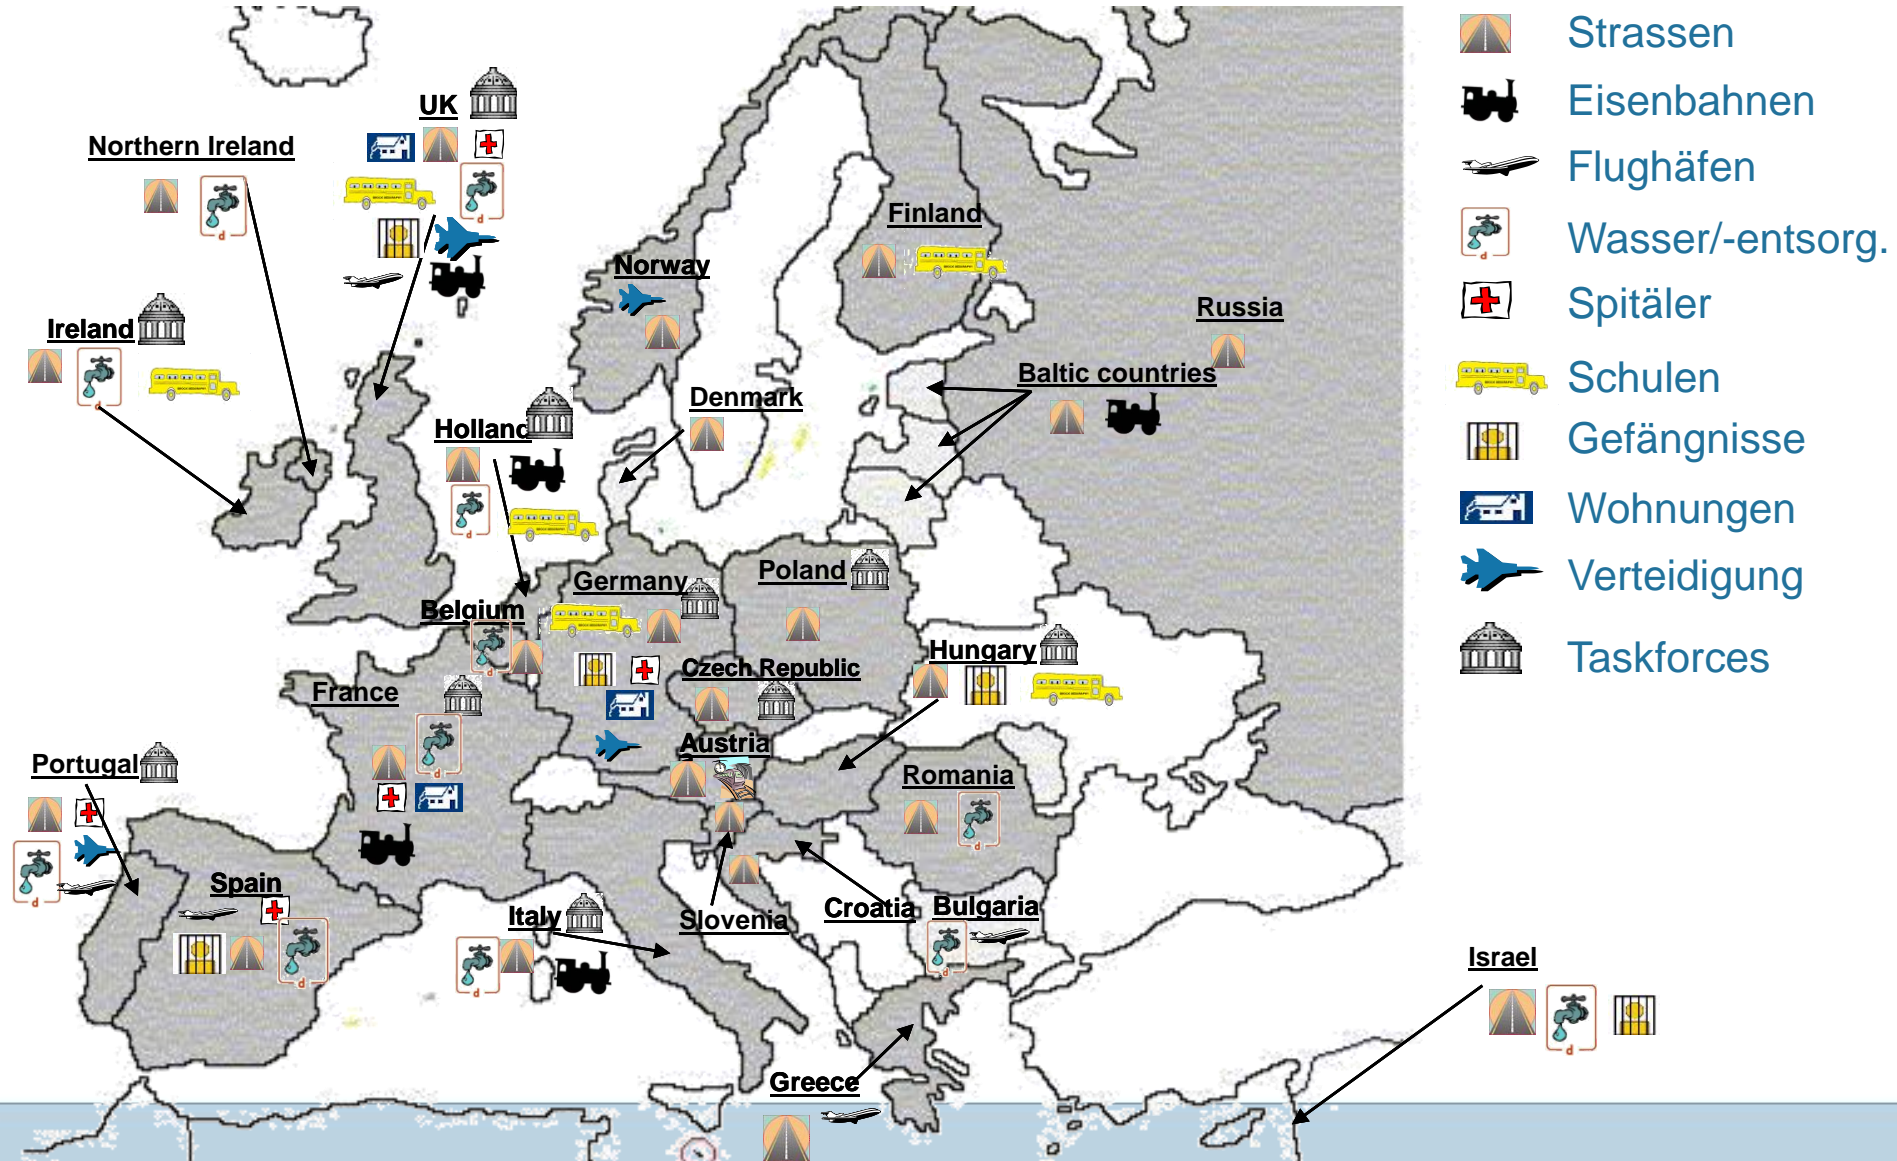 Strassen
Eisenbahnen
Flughäfen
Wasser/-entsorg.
Spitäler
Schulen
Gefängnisse
Wohnungen
Verteidigung
Taskforces
UK
Northern Ireland
Ireland
Finland
Norway
Russia
Baltic countries
Denmark
Holland
Germany
Poland
Belgium
Hungary
Czech Republic
France
Austria
Portugal
Romania
Spain
Italy
Slovenia
Croatia
Bulgaria
Israel
Greece